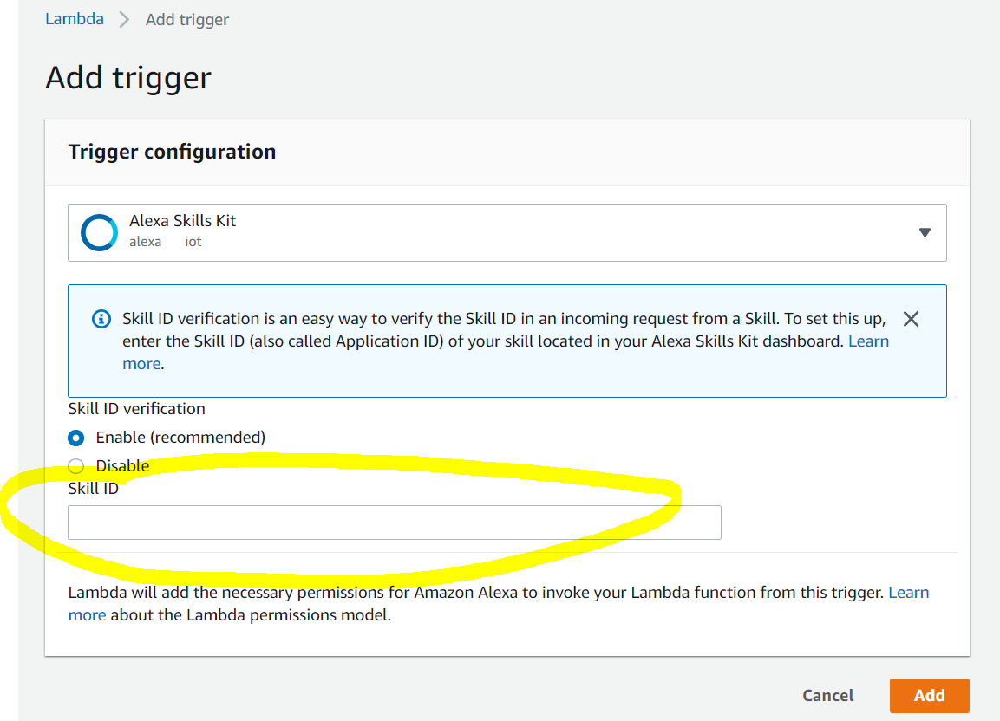 Lambda > Add trigger
Add trigger
Trigger configuration
Alexa Skills Kit
alexa iot
Skill ID verification is an easy way to verify the Skill ID in an incoming request from a Skill. To set this up,
enter the Skill ID (also called Application ID) of your skill located in your Alexa Skills Kit dashboard. Learn
more.
Skill ID verification
Enable (recommended)
Disable
Skill ID
Lambda will add the necessary permissions for Amazon Alexa to invoke your Lambda function from this trigger. Learn
more about the Lambda permissions model.
Cancel Add